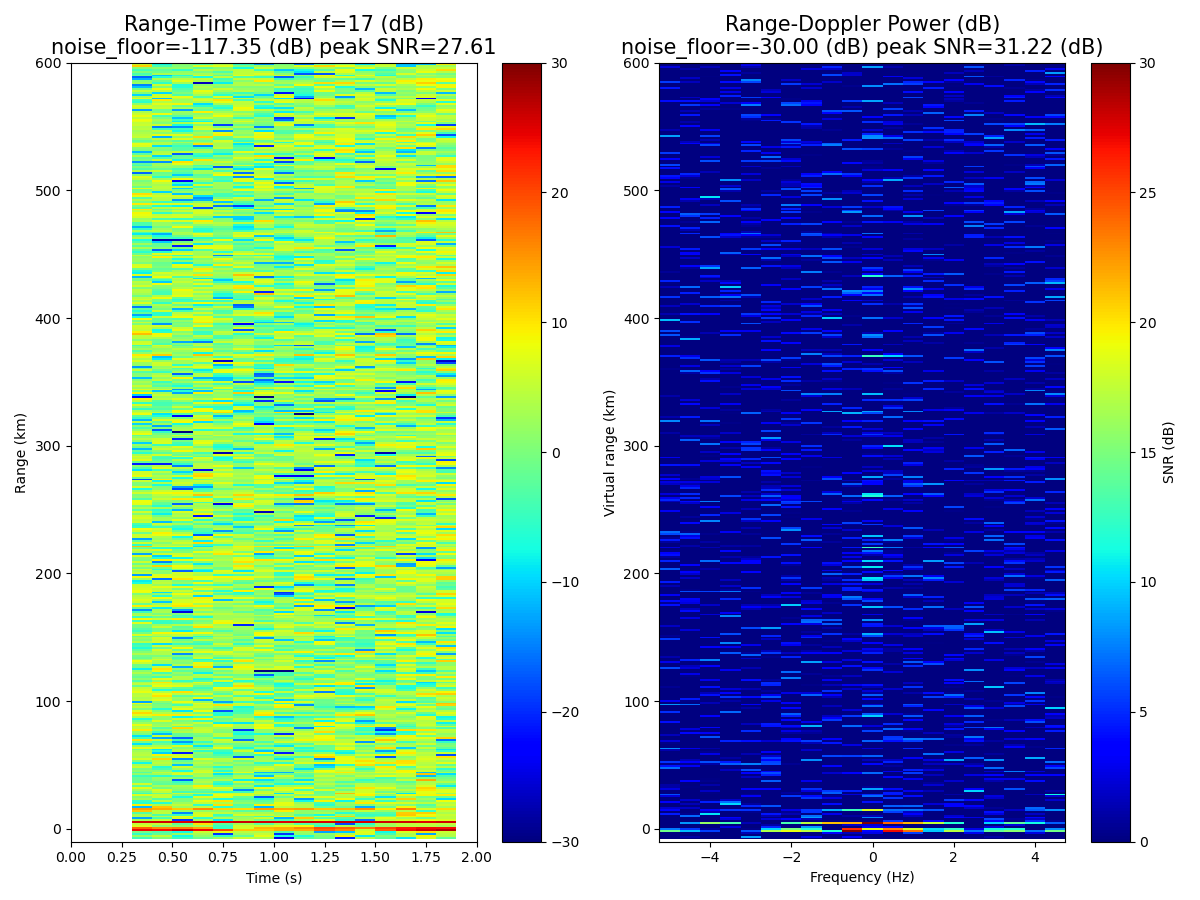 Range-Time Power f=17 (dB)
noise_floor=-117.35 (dB) peak SNR=27.61
Range-Doppler Power (dB)
noise_floor=-30.00 (dB) peak SNR=31.22 (dB)
600
500
400
300
200
100
0
Range (km)
0.00 0.25 0.50 0.75 1.00 1.25 1.50 1.75 2.00
Time (s)
30
20
10
0
−10
−20
−30
600
500
400
300
200
100
0
Virtual range (km)
−4 −2 0 2 4
Frequency (Hz)
30
25
20
15
10
5
0
SNR (dB)